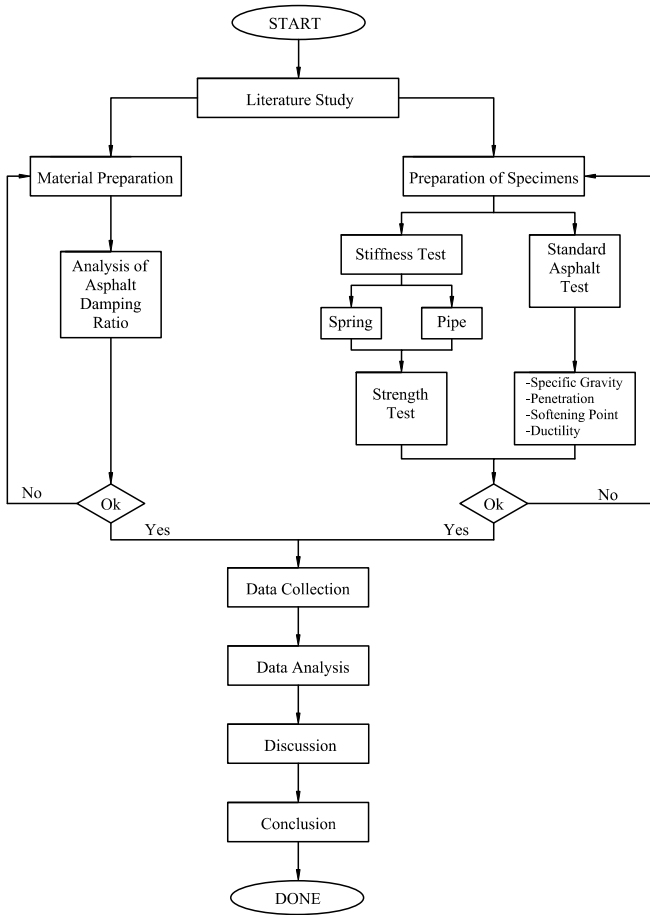 START
Literature Study
Material Preparation
Preparation of Specimens
Analysis of
Asphalt
Damping
Ratio
Stiffness Test
Standard
Asphalt
Test
Spring
Pipe
Strength
Test
-Specific Gravity
-Penetration
-Softening Point
-Ductility
No
Ok
Yes
Yes
Ok
No
Data Collection
Data Analysis
Discussion
Conclusion
DONE